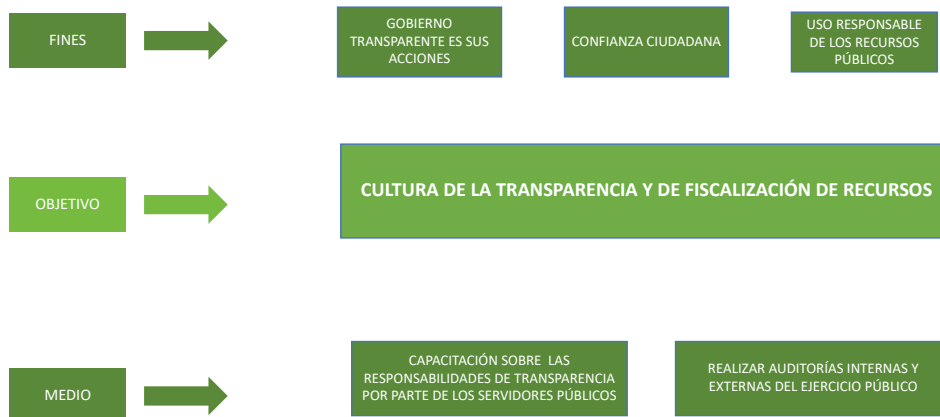 FINES
GOBIERNO
TRANSPARENTE ES SUS
ACCIONES
CONFIANZA CIUDADANA
USO RESPONSABLE
DE LOS RECURSOS
PÚBLICOS
OBJETIVO
CULTURA DE LA TRANSPARENCIA Y DE FISCALIZACIÓN DE RECURSOS
MEDIO
CAPACITACIÓN SOBRE LAS
RESPONSABILIDADES DE TRANSPARENCIA
POR PARTE DE LOS SERVIDORES PÚBLICOS
REALIZAR AUDITORÍAS INTERNAS Y
EXTERNAS DEL EJERCICIO PÚBLICO